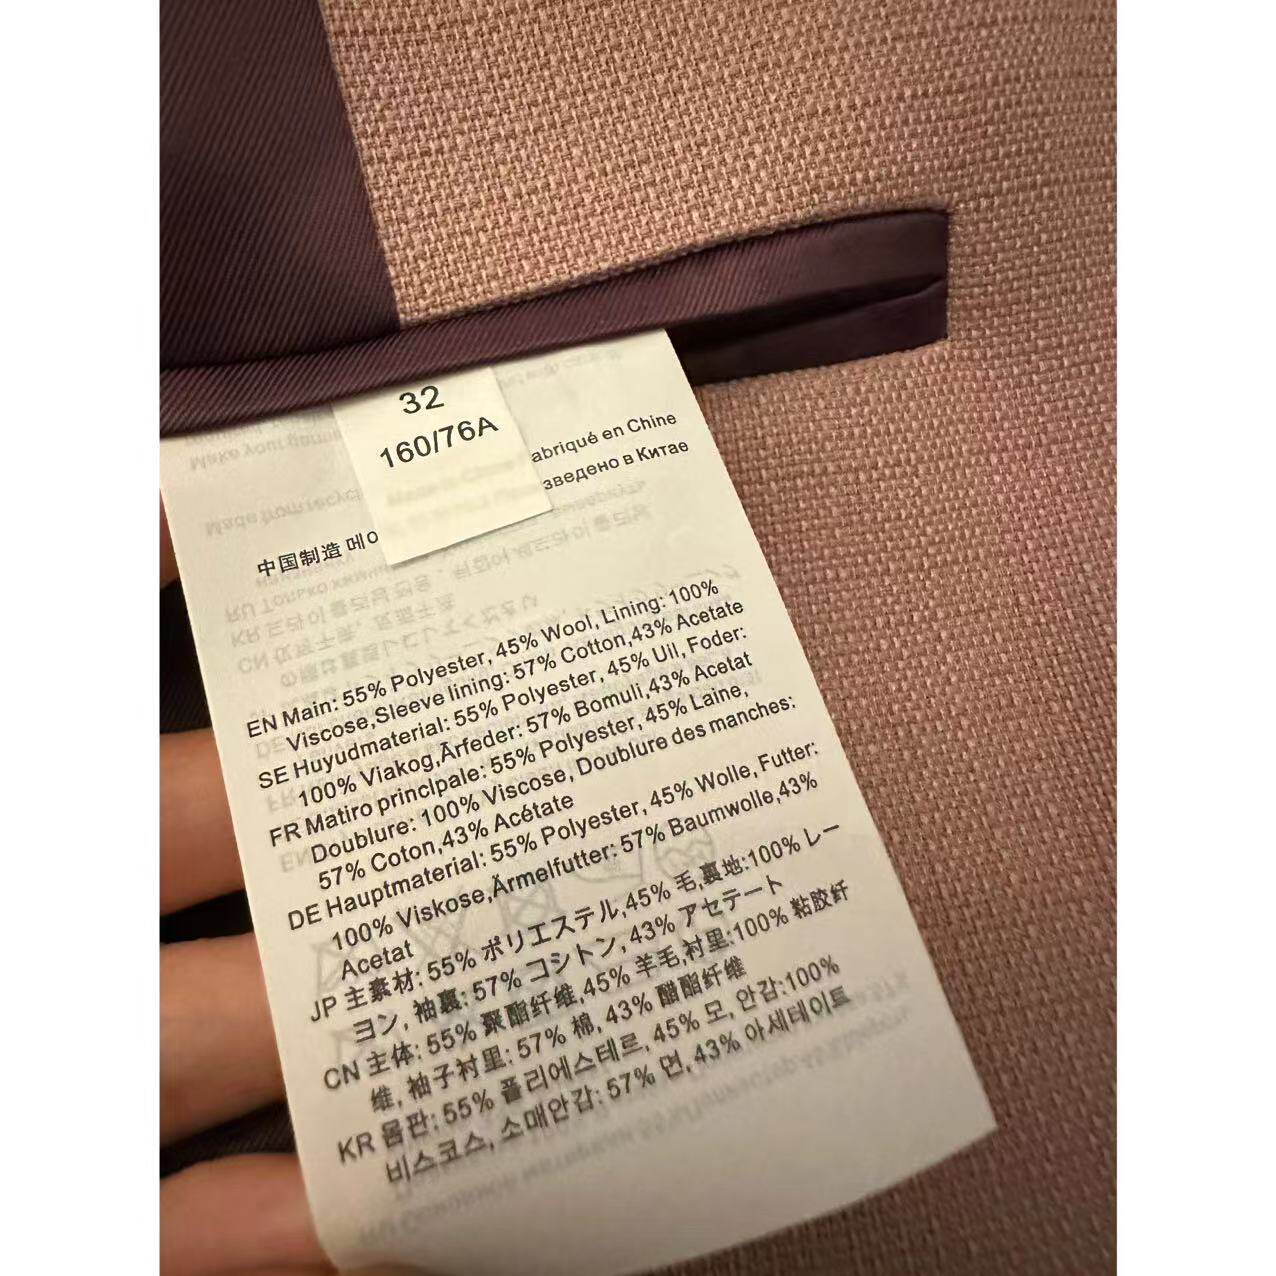 32
160/76A
abriqué en Chine
зведено в Китае
中国制造 메이
EN Main: 55% Polyester, 45% Wool, Lining: 100%
Viscose,Sleeve lining: 57% Cotton,43% Acetate
SE Huyudmaterial: 55% Polyester, 45% Uil, Foder:
100% Viakog,Ärfeder: 57% Bomuli,43% Acetat
FR Matiro princlpale: 55% Polyester, 45% Laine,
Doublure: 100% Viscose, Doublure des manches:
57% Coton,43% Acétate
DE Hauptmaterial: 55% Polyester, 45% Wolle, Futter:
100% Viskose,Ärmelfutter: 57% Baumwolle,43%
Acetat
JP 主素材: 55% ポリエステル,45% 毛,裏地:100% レー
ヨン, 袖裏: 57% コシトン, 43% アセテート
CN 主体: 55% 聚酯纤维,45% 羊毛,衬里:100% 粘胶纤
维, 袖子衬里: 57% 棉, 43% 醋酯纤维
KR 몸판: 55% 폴리에스테르, 45% 모, 안감:100%
비스코스, 소매안감: 57% 면, 43% 아세테이트